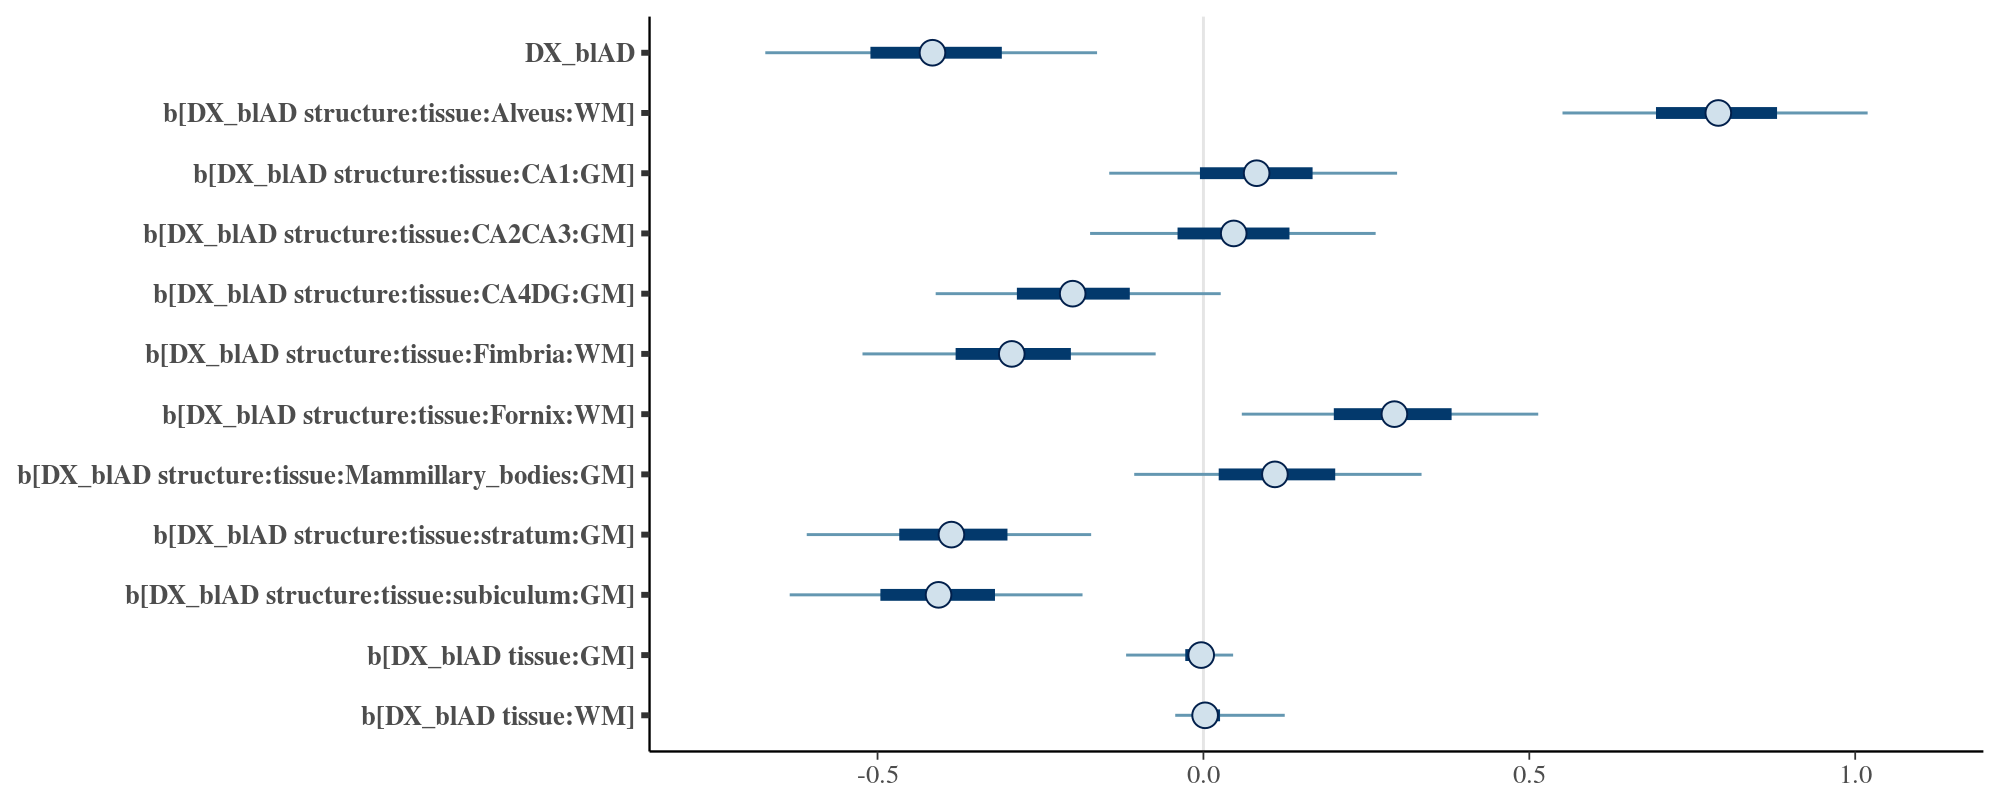 DX_blAD
b[DX_blAD structure:tissue:Alveus:WM]
b[DX_blAD structure:tissue:CA1:GM]
b[DX_blAD structure:tissue:CA2CA3:GM]
b[DX_blAD structure:tissue:CA4DG:GM]
b[DX_blAD structure:tissue:Fimbria:WM]
b[DX_blAD structure:tissue:Fornix:WM]
b[DX_blAD structure:tissue:Mammillary_bodies:GM]
b[DX_blAD structure:tissue:stratum:GM]
b[DX_blAD structure:tissue:subiculum:GM]
b[DX_blAD tissue:GM]
b[DX_blAD tissue:WM]
-0.5 0.0 0.5 1.0